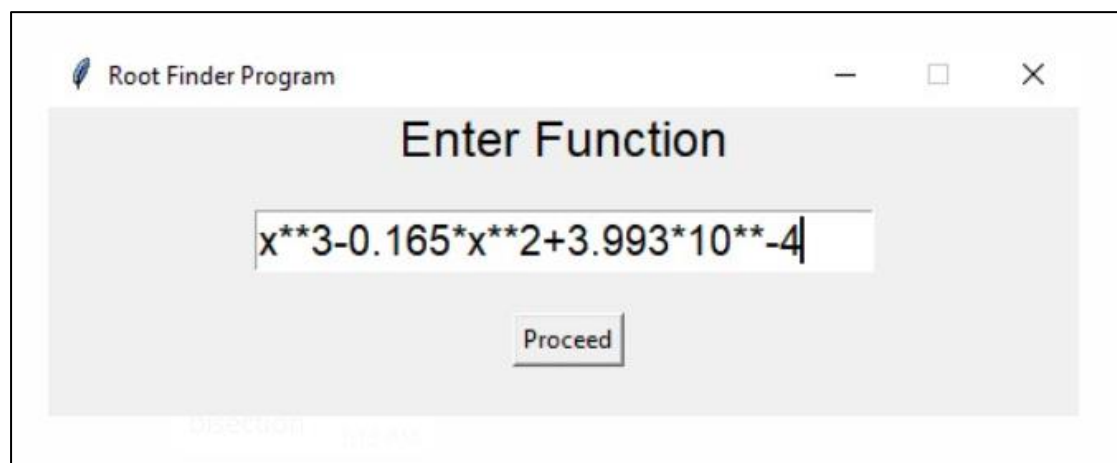 Root Finder Program
Enter Function
x**3-0.165*x**2+3.993*10**-4
Proceed